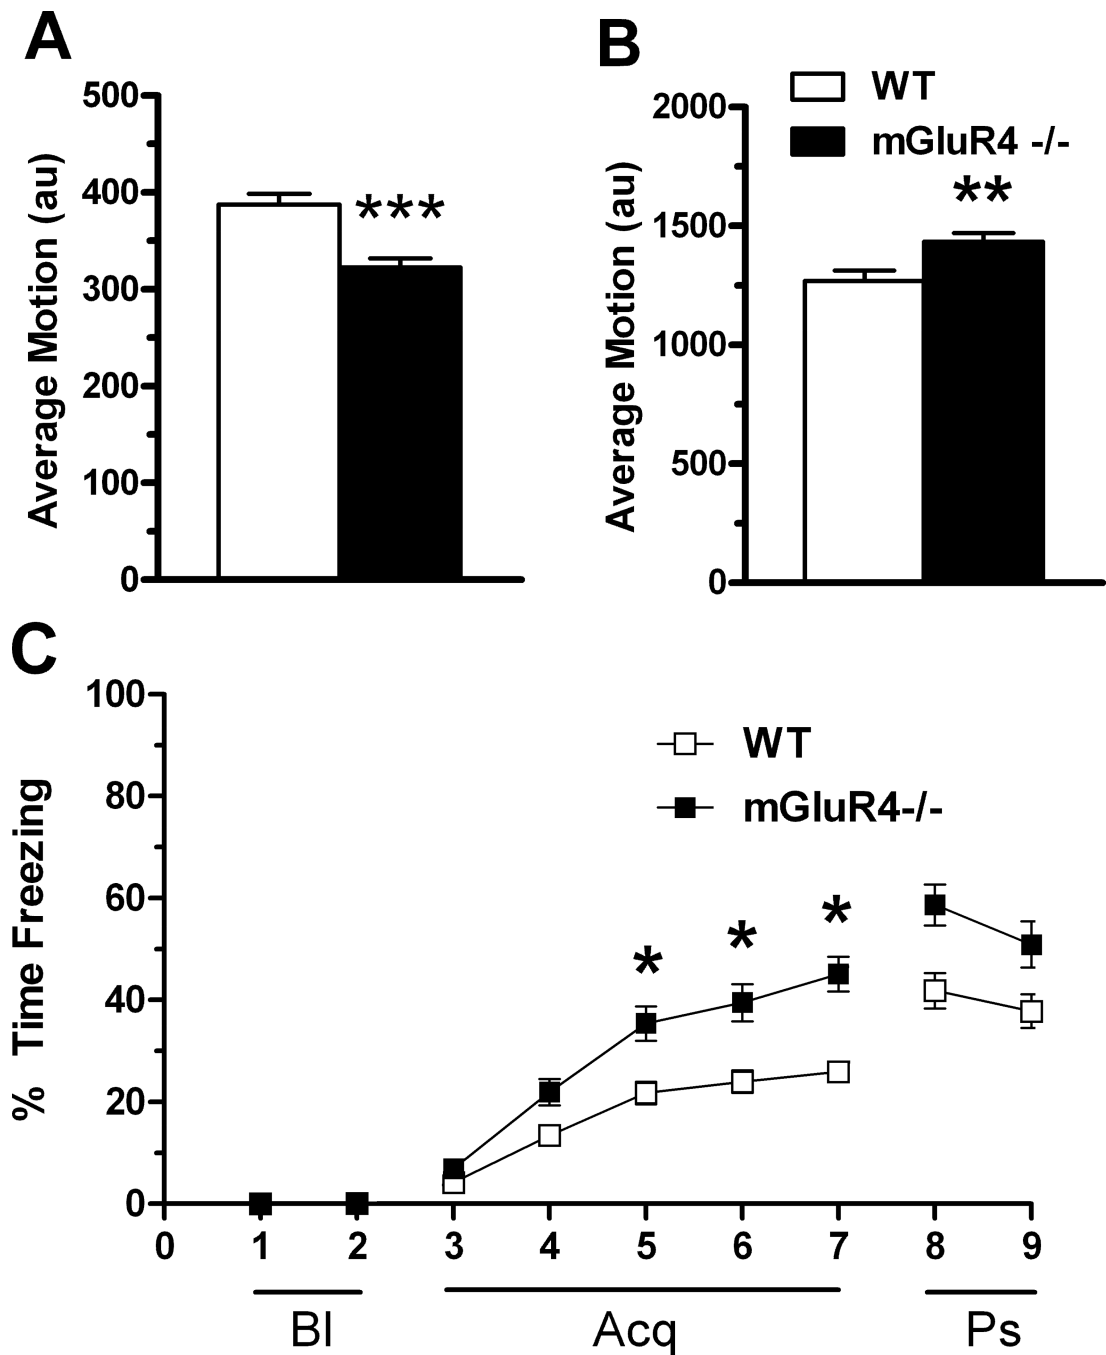 A
500
400
300
200
100
0
Average Motion (au)
***
B
WT
mGluR4 -/-
2000
1500
1000
500
0
Average Motion (au)
**
C
100
80
60
40
20
0
% Time Freezing
WT
mGluR4-/-
* * *
0 1 2 3 4 5 6 7 8 9
Bl Acq Ps